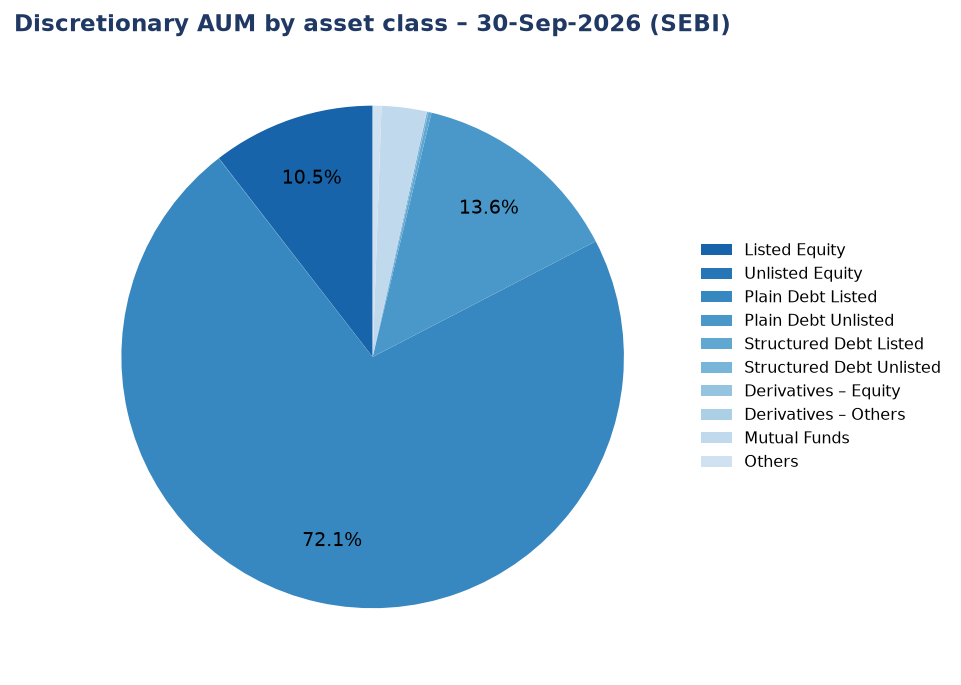 Discretionary AUM by asset class – 30-Sep-2026 (SEBI)
10.5%
13.6%
72.1%
Listed Equity
Unlisted Equity
Plain Debt Listed
Plain Debt Unlisted
Structured Debt Listed
Structured Debt Unlisted
Derivatives – Equity
Derivatives – Others
Mutual Funds
Others